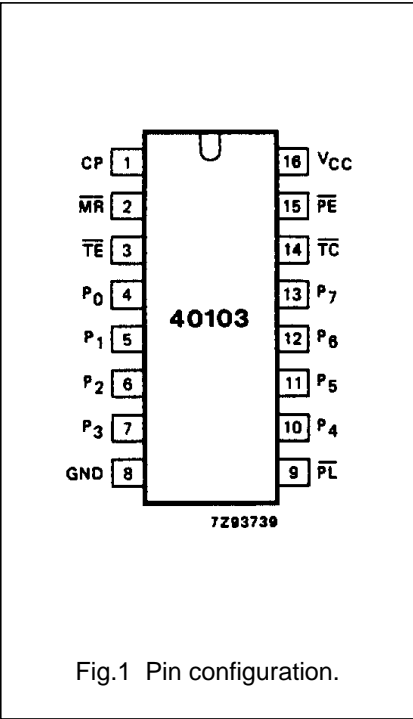 CP 1 16 VCC
MR 2 15 PE
TE 3 14 TC
P0 4 13 P7
40103
P1 5 12 P6
P2 6 11 P5
P3 7 10 P4
GND 8 9 PL
7Z93739
Fig.1 Pin configuration.